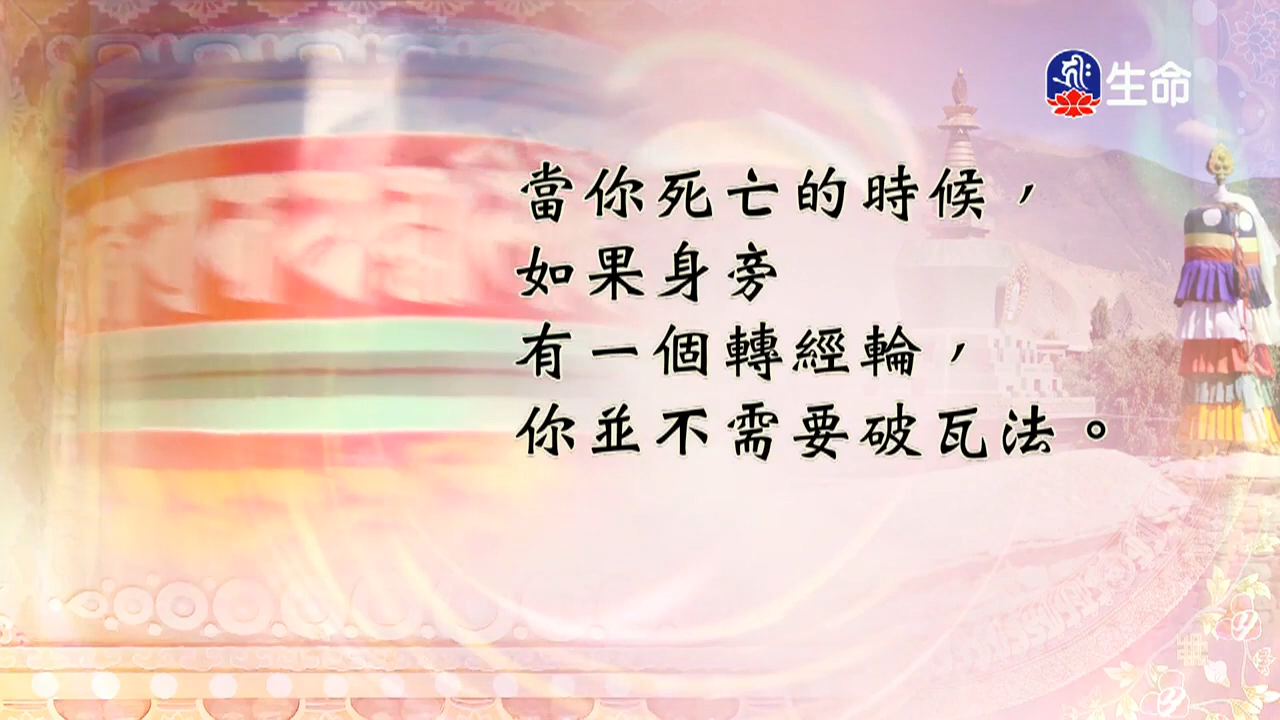 生命
當你死亡的時候，
如果身旁
有一個轉經輪，
你並不需要破瓦法。